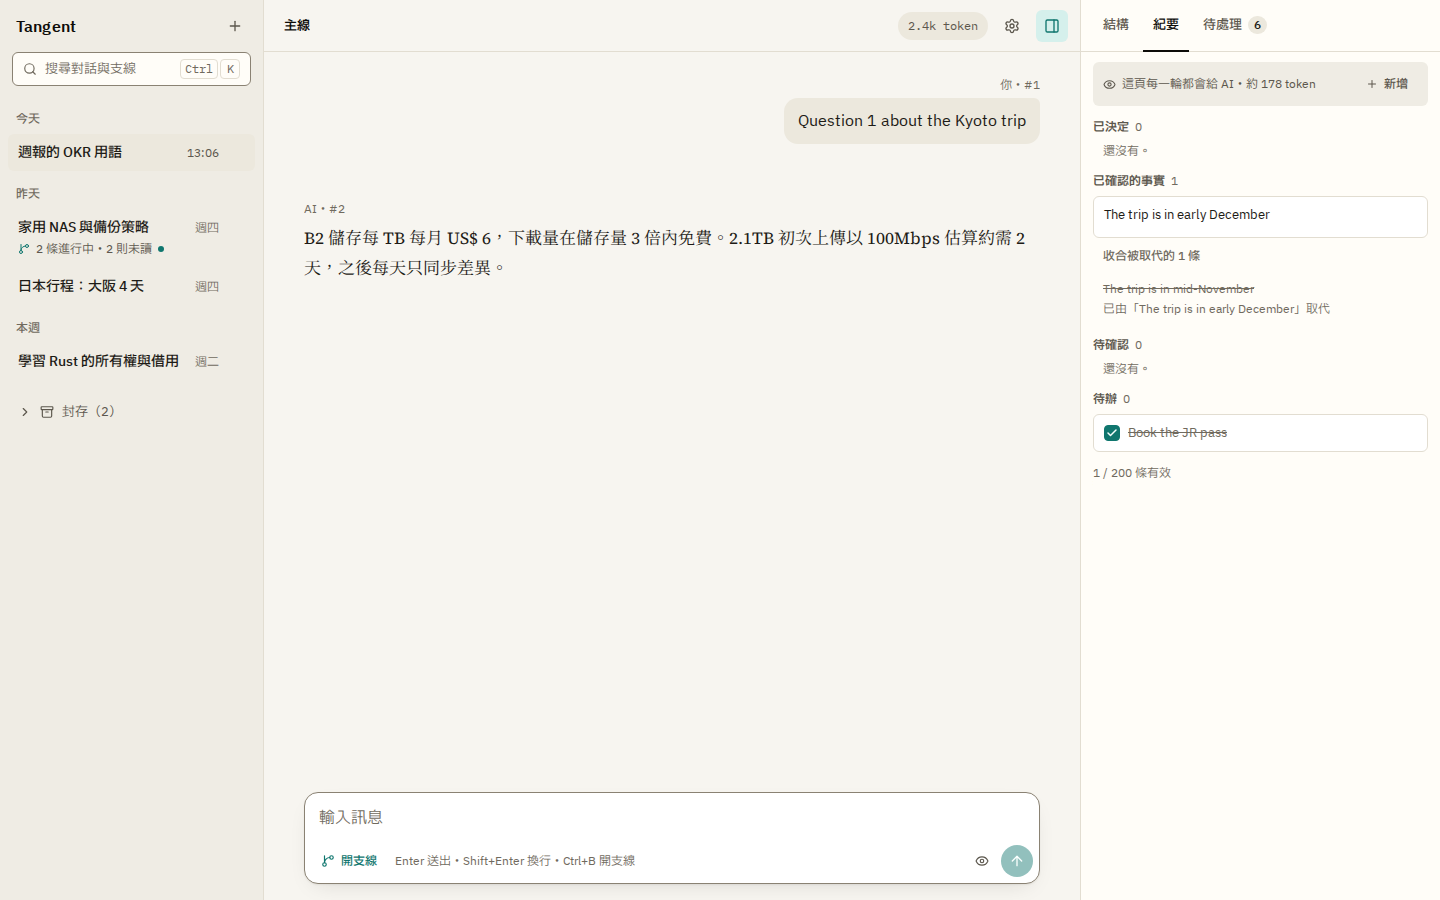 Tangent
搜尋對話與支線 Ctrl K
今天
週報的 OKR 用語 13:06
昨天
家用 NAS 與備份策略 週四
2 條進行中・2 則未讀
日本行程：大阪 4 天 週四
本週
學習 Rust 的所有權與借用 週二
封存（2）
主線
2.4k token
你・#1
Question 1 about the Kyoto trip
AI・#2
B2 儲存每 TB 每月 US$ 6，下載量在儲存量 3 倍內免費。2.1TB 初次上傳以 100Mbps 估算約需 2
天，之後每天只同步差異。
輸入訊息
開支線 Enter 送出・Shift+Enter 換行・Ctrl+B 開支線
結構 紀要 待處理 6
這頁每一輪都會給 AI・約 178 token 新增
已決定 0
還沒有。
已確認的事實 1
The trip is in early December
收合被取代的 1 條
The trip is in mid-November
已由「The trip is in early December」取代
待確認 0
還沒有。
待辦 0
Book the JR pass
1 / 200 條有效